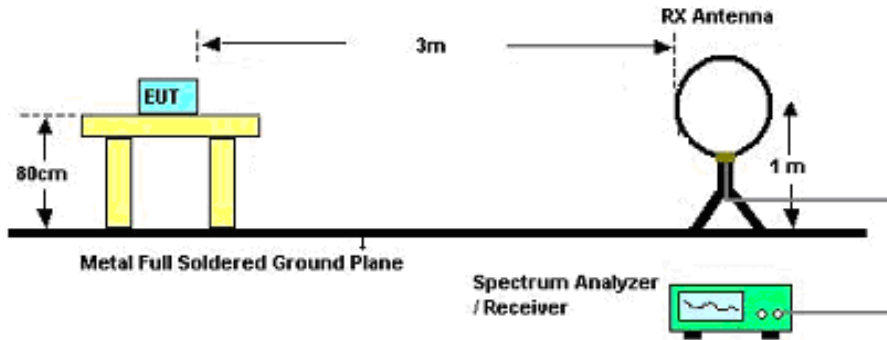 RX Antenna
3m
EUT
80cm
1 m
Metal Full Soldered Ground Plane
Spectrum Analyzer
/ Receiver